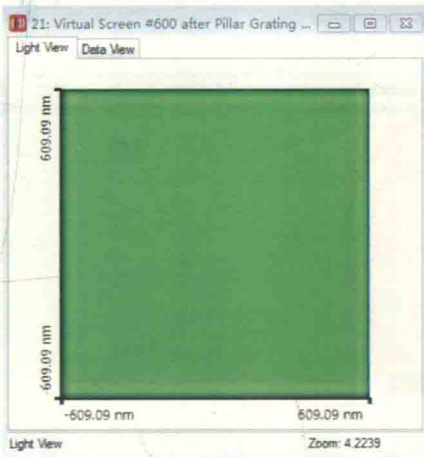 21: Virtual Screen #600 after Pillar Grating ...
Light View Data View
609.09 nm
-609.09 nm
-609.09 nm 609.09 nm
Light View Zoom: 4.2239